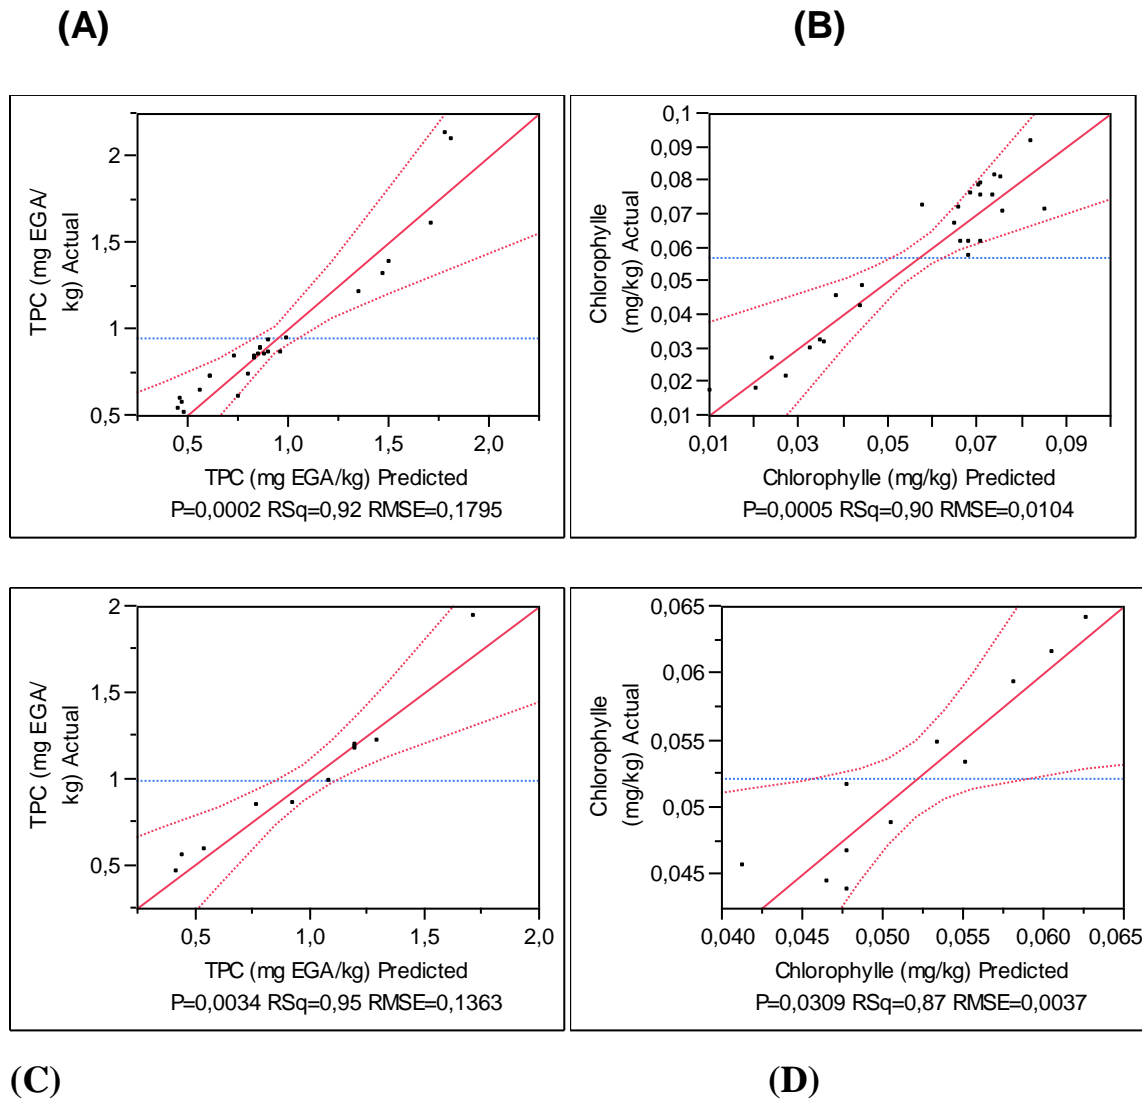 (A)
(B)
TPC (mg EGA/
kg) Actual
2
1,5
1
0,5
0,5
1,0
1,5
2,0
TPC (mg EGA/kg) Predicted
P=0,0002 RSq=0,92 RMSE=0,1795
Chlorophylle
(mg/kg) Actual
0,1
0,09
0,08
0,07
0,06
0,05
0,04
0,03
0,02
0,01
0,01
0,03
0,05
0,07
0,09
Chlorophylle (mg/kg) Predicted
P=0,0005 RSq=0,90 RMSE=0,0104
TPC (mg EGA/
kg) Actual
2
1,5
1
0,5
0,5
1,0
1,5
2,0
TPC (mg EGA/kg) Predicted
P=0,0034 RSq=0,95 RMSE=0,1363
Chlorophylle
(mg/kg) Actual
0,065
0,06
0,055
0,05
0,045
0,040
0,045
0,050
0,055
0,060
0,065
Chlorophylle (mg/kg) Predicted
P=0,0309 RSq=0,87 RMSE=0,0037
(C)
(D)